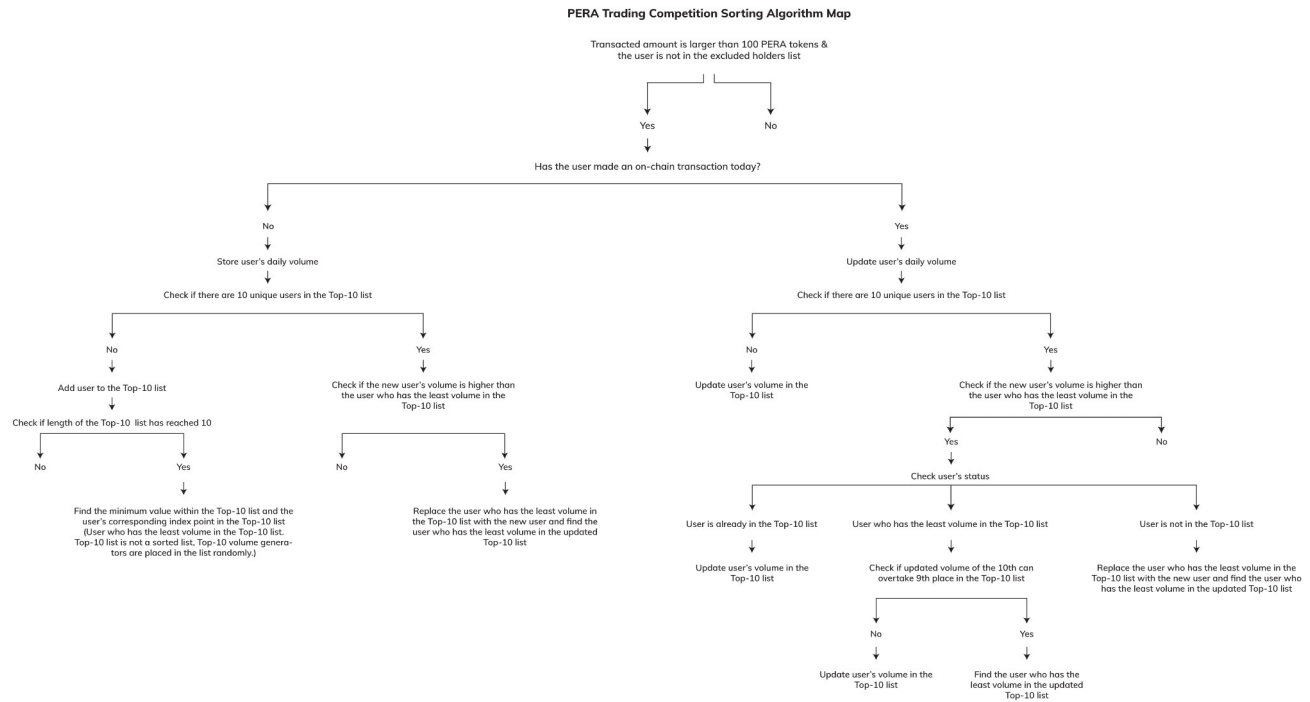 PERA Trading Competition Sorting Algorithm Map
Transacted amount is larger than 100 PERA tokens &
the user is not in the excluded holders list
Yes
No
Has the user made an on-chain transaction today?
No
Store user's daily volume
Check if there are 10 unique users in the Top-10 list
No
Add user to the Top-10 list
Check if length of the Top-10 list has reached 10
No
Yes
Find the minimum value within the Top-10 list and the
user's corresponding index point in the Top-10 list
(User who has the least volume in the Top-10 list.
Top-10 list is not a sorted list, Top-10 volume genera-
tors are placed in the list randomly.)
Yes
Check if the new user's volume is higher than
the user who has the least volume in the
Top-10 list
No
Yes
Replace the user who has the least volume in
the Top-10 list with the new user and find the
user who has the least volume in the updated
Top-10 list
Yes
Update user's daily volume
Check if there are 10 unique users in the Top-10 list
No
Update user's volume in the
Top-10 list
Yes
Check if the new user's volume is higher than
the user who has the least volume in the
Top-10 list
Yes
No
Check user's status
User is already in the Top-10 list
Update user's volume in the
Top-10 list
User who has the least volume in the Top-10 list
Check if updated volume of the 10th can
overtake 9th place in the Top-10 list
No
Update user's volume in the
Top-10 list
Yes
Find the user who has the
least volume in the updated
Top-10 list
User is not in the Top-10 list
Replace the user who has the least volume in the
Top-10 list with the new user and find the user who
has the least volume in the updated Top-10 list